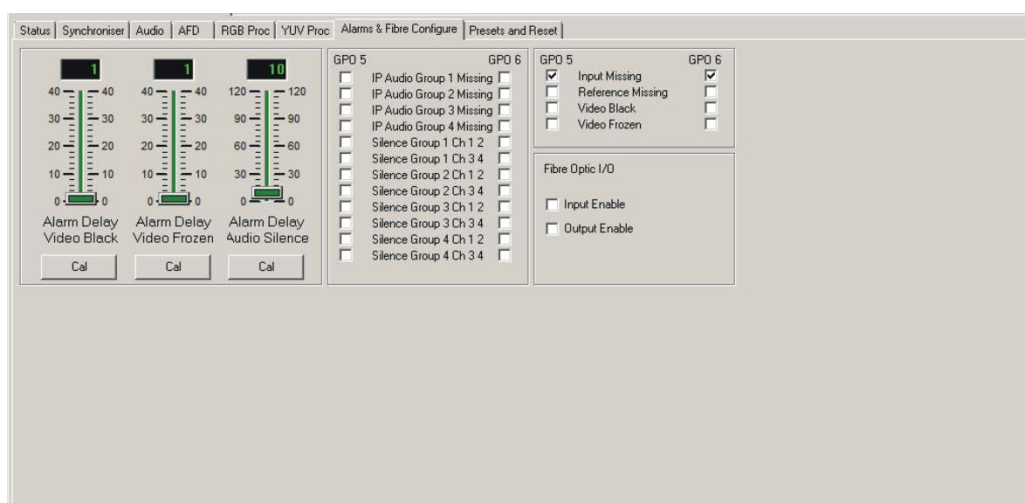 Status Synchroniser Audio AFD RGB Proc YUV Proc Alarms & Fibre Configure Presets and Reset
1 1 10
40 40 40 40 120 120
30 30 30 30 90 90
20 20 20 20 60 60
10 10 10 10 30 30
0 0 0 0 0 0
Alarm Delay Video Black
Alarm Delay Video Frozen
Alarm Delay Audio Silence
Cal Cal Cal
GPO 5 GPO 6
IP Audio Group 1 Missing
IP Audio Group 2 Missing
IP Audio Group 3 Missing
IP Audio Group 4 Missing
Silence Group 1 Ch 1 2
Silence Group 1 Ch 3 4
Silence Group 2 Ch 1 2
Silence Group 2 Ch 3 4
Silence Group 3 Ch 1 2
Silence Group 3 Ch 3 4
Silence Group 4 Ch 1 2
Silence Group 4 Ch 3 4
GPO 5 GPO 6
Input Missing
Reference Missing
Video Black
Video Frozen
Fibre Optic I/O
Input Enable
Output Enable